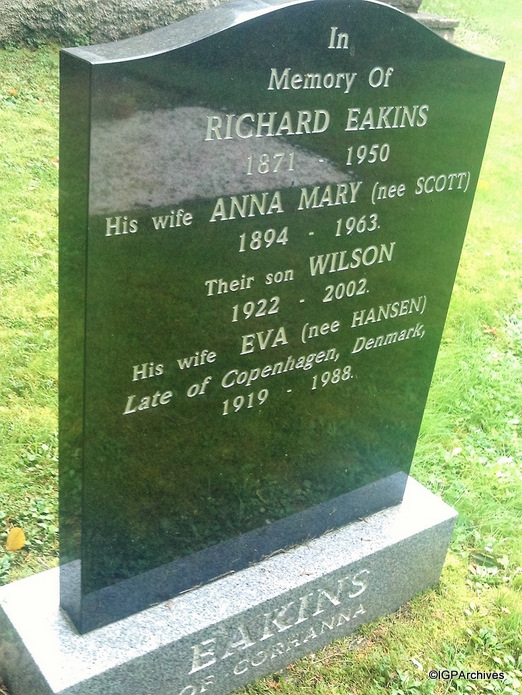 In
Memory Of
RICHARD EAKINS
1871 - 1950
His wife ANNA MARY (nee SCOTT)
1894 - 1963.
Their son WILSON
1922 - 2002.
His wife EVA (nee HANSEN)
Late of Copenhagen, Denmark,
1919 - 1988.
EAKINS
OF CORRANNA
©IGPArchives